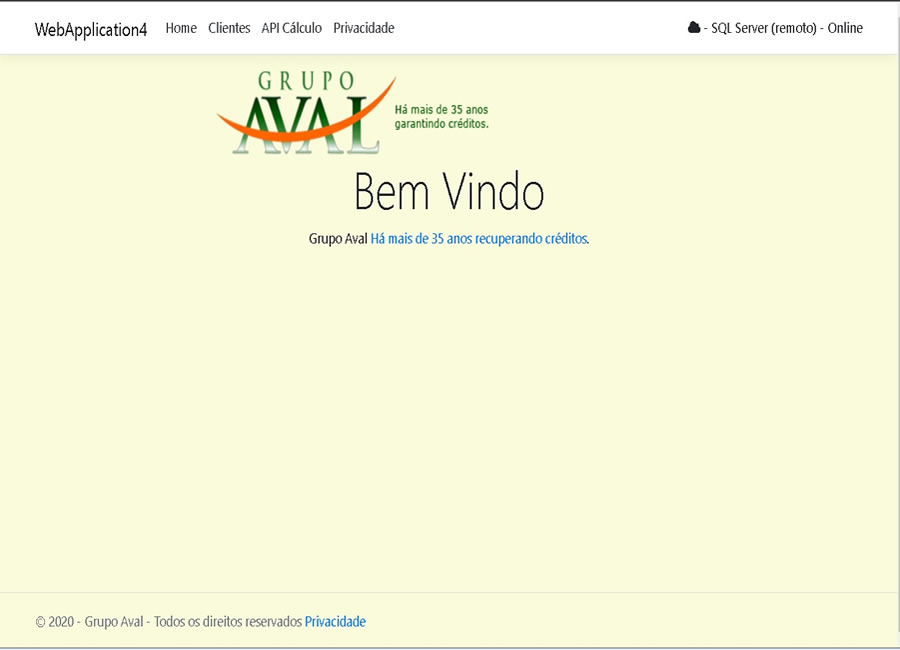 WebApplication4 Home Clientes API Cálculo Privacidade - SQL Server (remoto) - Online
GRUPO
AVAL
Há mais de 35 anos
garantindo créditos.
Bem Vindo
Grupo Aval Há mais de 35 anos recuperando créditos.
© 2020 - Grupo Aval - Todos os direitos reservados Privacidade